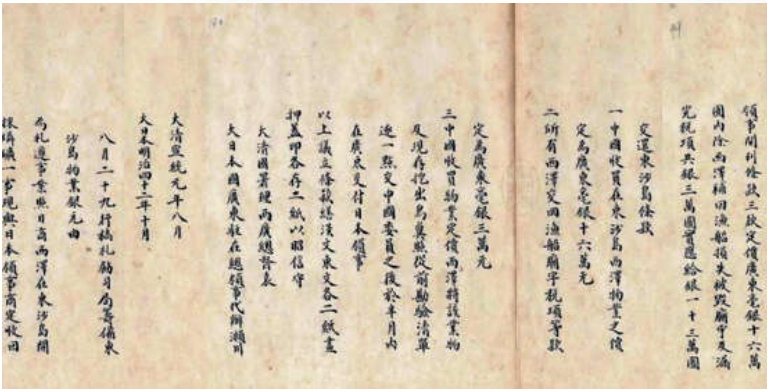 領事開列條款三款定價廣東毫銀十六萬
圓內除西澤補回漁船損失被毀廟宇及漏
完稅項共銀三萬圓實應給銀一十三萬圓
交還東沙島條款
一中國收買在東沙島西澤物業之價
定為廣東毫銀十六萬元
二所有西澤交回漁船廟宇稅項等款
定為廣東毫銀三萬元
三中國收買物業定價西澤將該業物
及現存挖出鳥糞照從前勘驗清單
逐一點交中國委員之後於半月內
在廣東交付日本領事
以上議立條款繕漢文東文各二紙畫
押蓋印各存二紙以昭信守
大清國署理兩廣總督袁
大日本國廣東駐在總領事代辦瀨川
大清宣統元年八月
大日本明治四十二年十月
八月二十九行稿札飭司局籌備東
沙島物業銀元由
為札遵事案照日商西澤在東沙島開
採磷礦一事現與日本領事商定收回